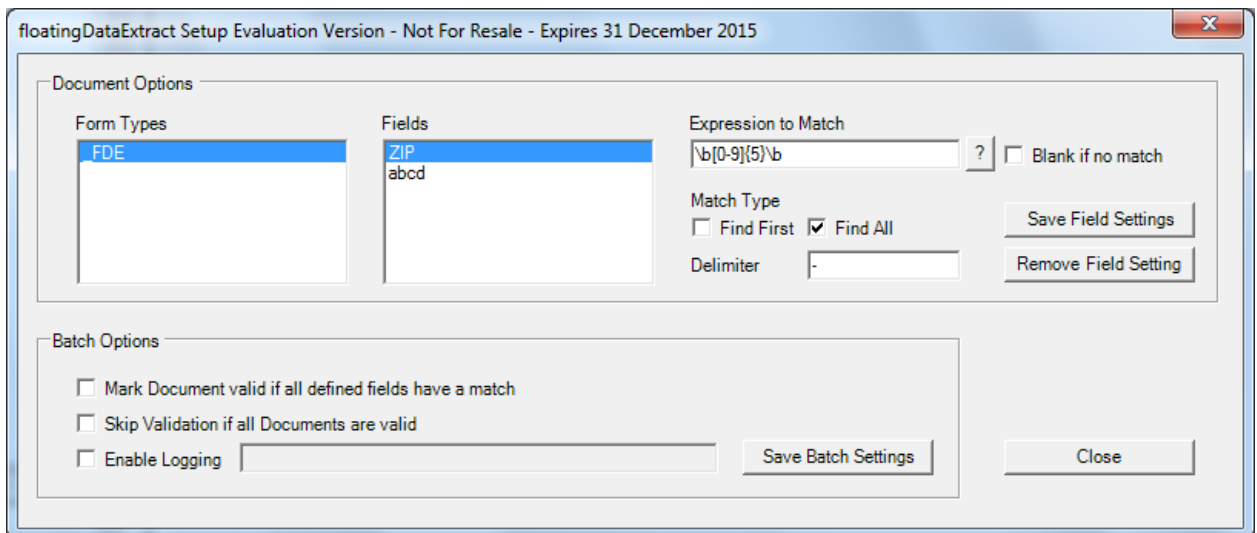 floatingDataExtract Setup Evaluation Version - Not For Resale - Expires 31 December 2015
x
Document Options
Form Types
_FDE
Fields
ZIP
abcd
Expression to Match
\b[0-9]{5}\b
?
Blank if no match
Match Type
Find First
Find All
Delimiter
-
Save Field Settings
Remove Field Setting
Batch Options
Mark Document valid if all defined fields have a match
Skip Validation if all Documents are valid
Enable Logging
Save Batch Settings
Close